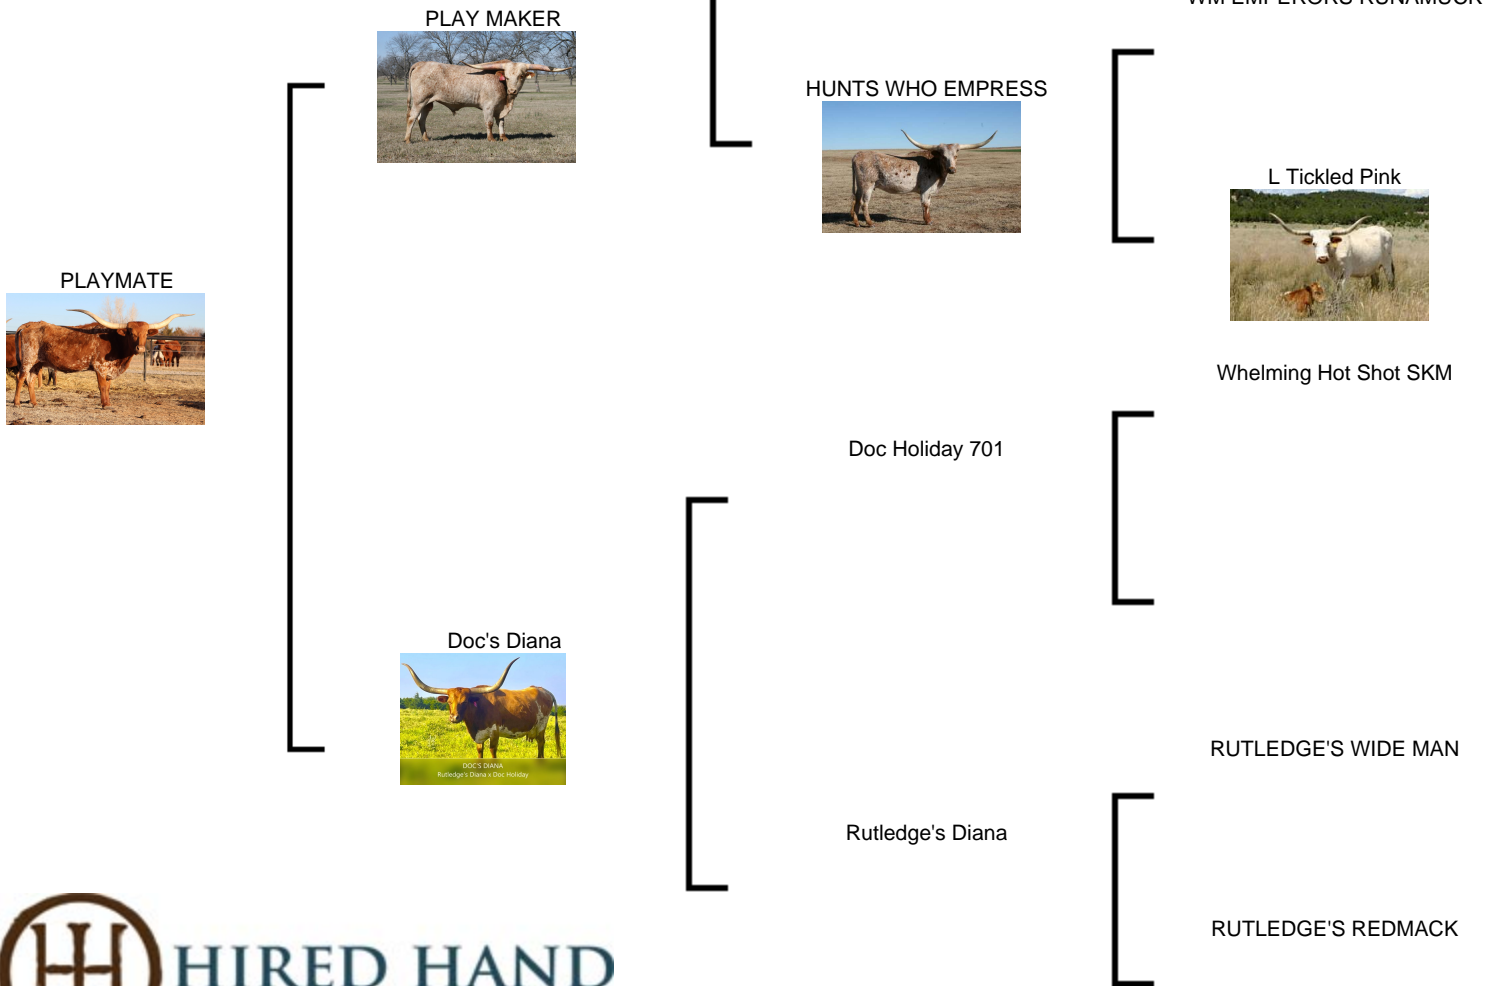 PLAY MAKER
HUNTS WHO EMPRESS
L Tickled Pink
PLAYMATE
Whelming Hot Shot SKM
Doc Holiday 701
Doc's Diana
DOC'S DIANA
Rutledge's Diana x Doc Holiday
RUTLEDGE'S WIDE MAN
Rutledge's Diana
RUTLEDGE'S REDMACK
HIRED HAND